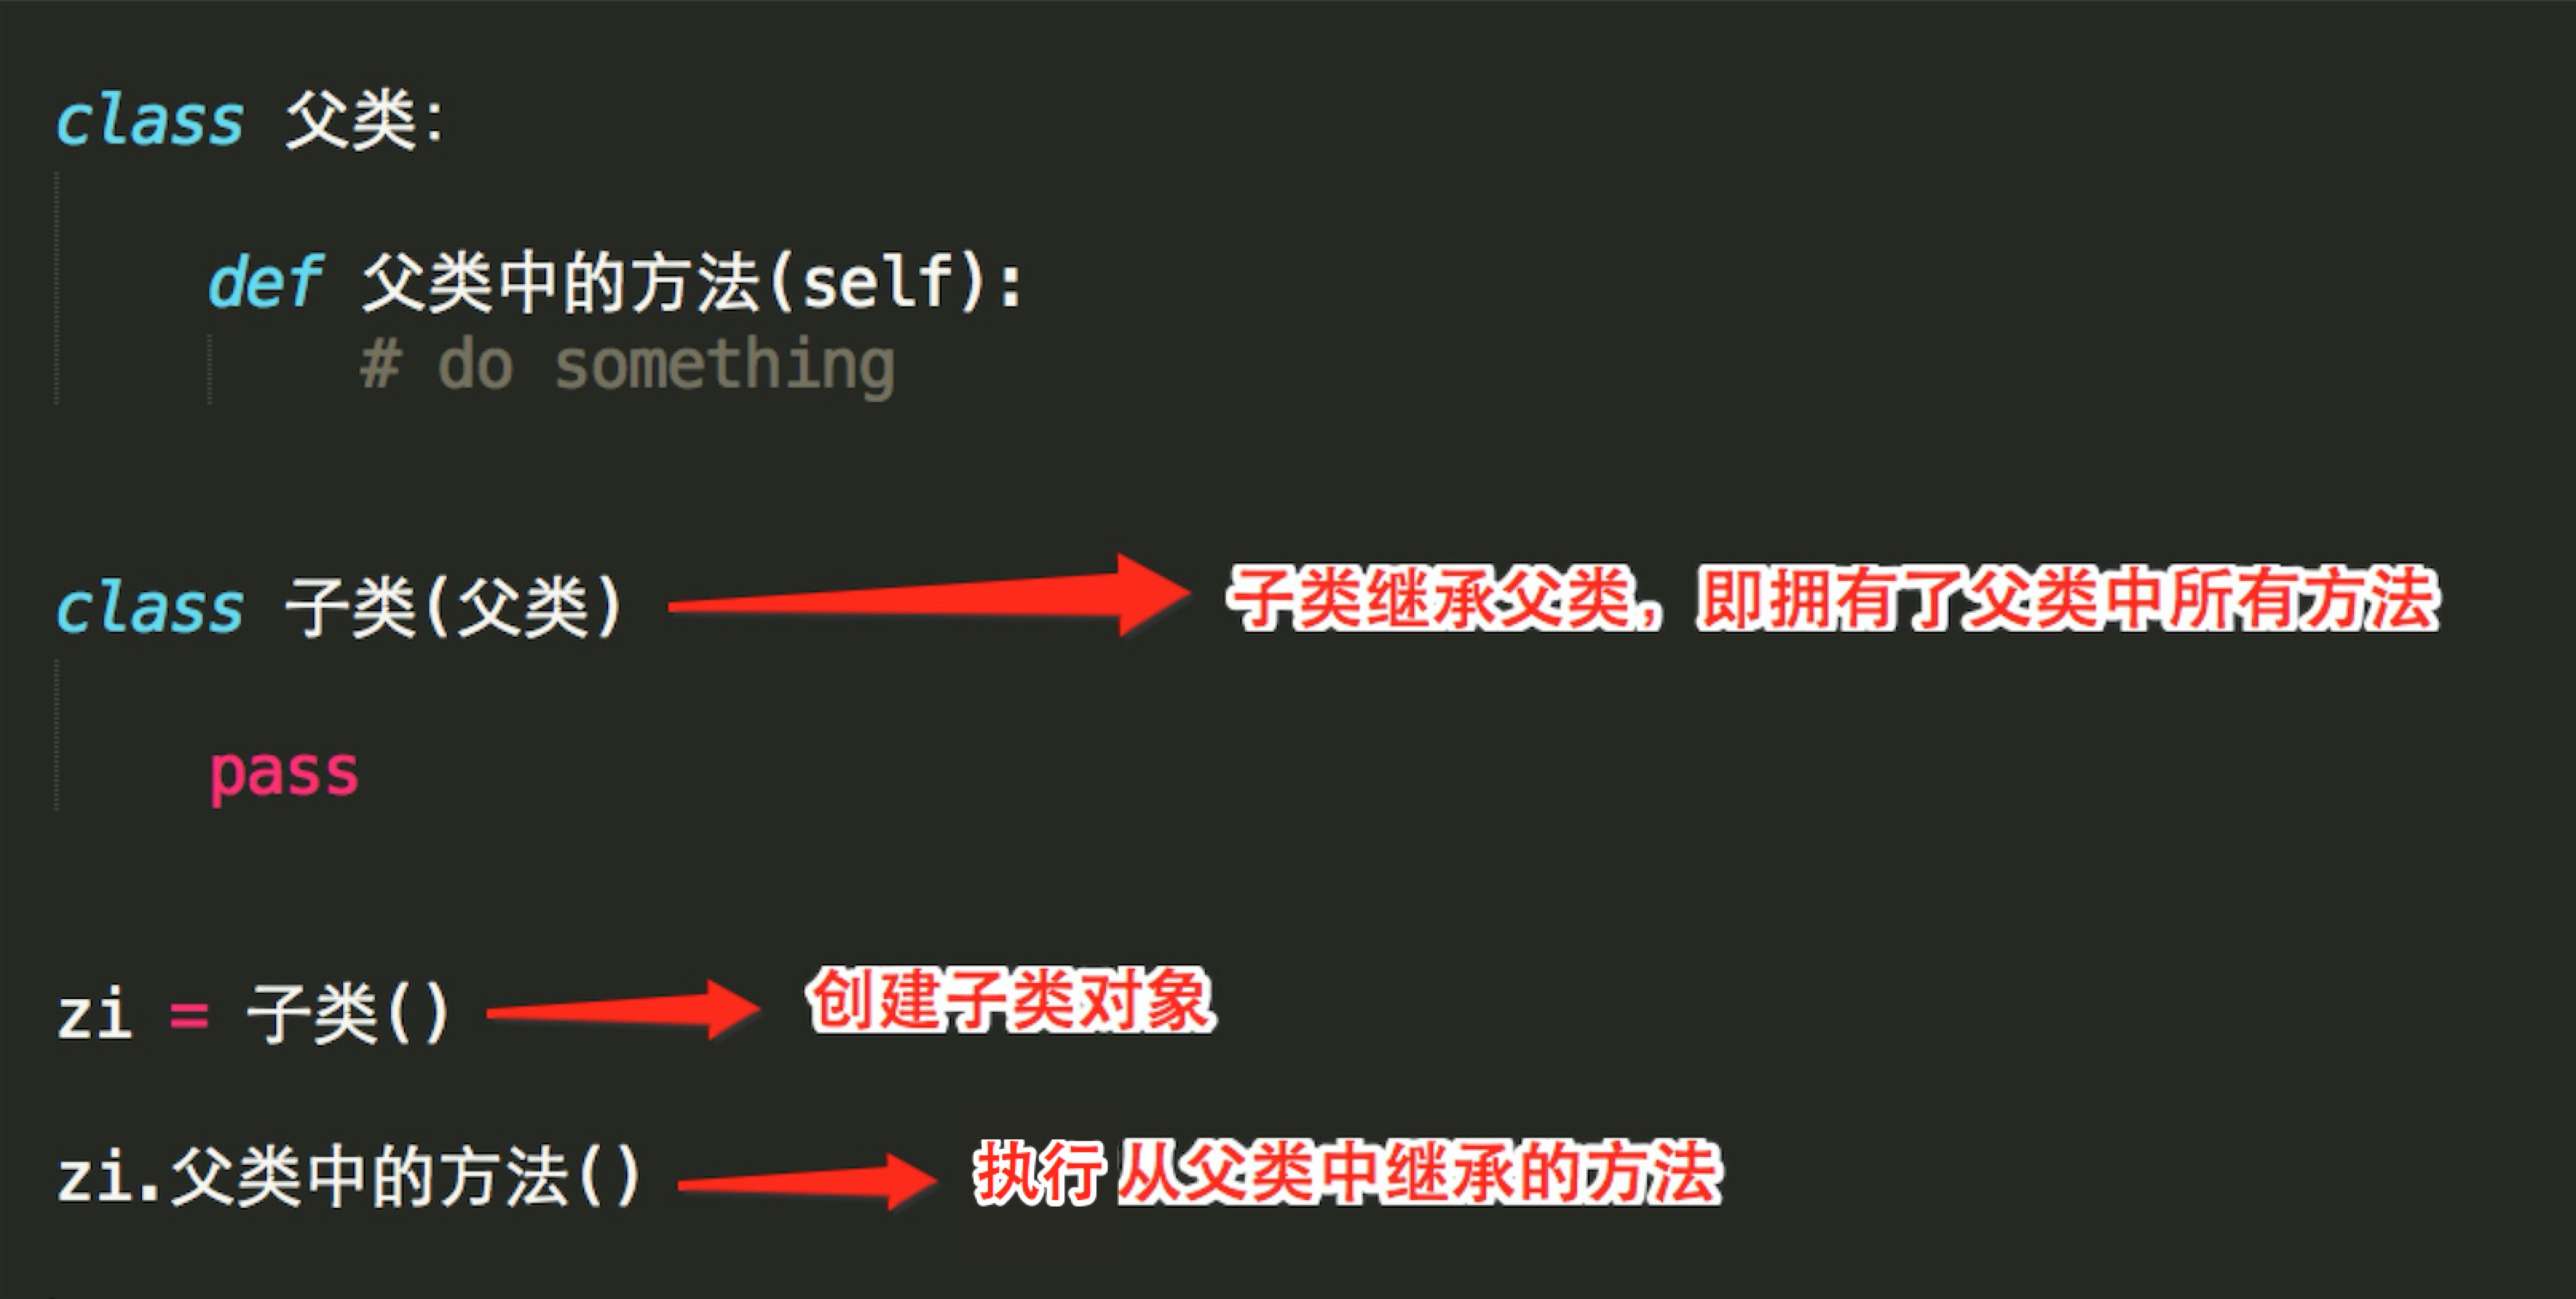 class 父类:
def 父类中的方法(self):
# do something
class 子类(父类) 子类继承父类，即拥有了父类中所有方法
pass
zi = 子类() 创建子类对象
zi.父类中的方法() 执行 从父类中继承的方法